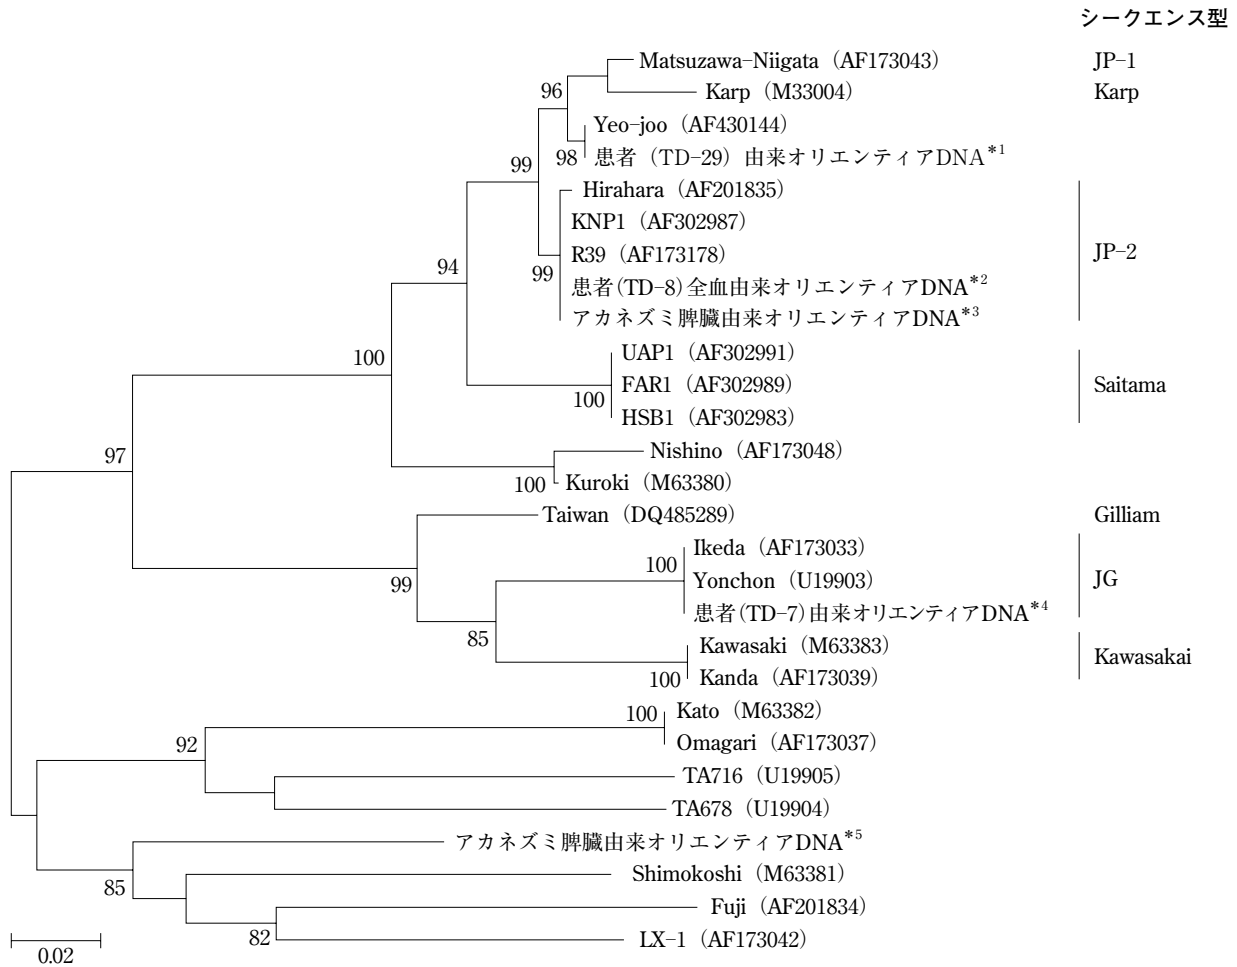 シークエンス型
Matsuzawa-Niigata (AF173043) JP-1
96 Karp (M33004) Karp
Yeo-joo (AF430144)
98 患者（TD-29）由来オリエンティアDNA*1
99
Hirahara (AF201835)
KNP1 (AF302987)
R39 (AF173178) JP-2
99 患者(TD-8)全血由来オリエンティアDNA*2
94
アカネズミ脾臓由来オリエンティアDNA*3
UAP1 (AF302991)
100
FAR1 (AF302989) Saitama
100
HSB1 (AF302983)
97 Nishino (AF173048)
100 Kuroki (M63380)
Taiwan (DQ485289) Gilliam
Ikeda (AF173033)
100
Yonchon (U19903) JG
99
患者(TD-7)由来オリエンティアDNA*4
85 Kawasaki (M63383)
Kawasakai
100 Kanda (AF173039)
100 Kato (M63382)
92 Omagari (AF173037)
TA716 (U19905)
TA678 (U19904)
アカネズミ脾臓由来オリエンティアDNA*5
85 Shimokoshi (M63381)
Fuji (AF201834)
82 LX-1 (AF173042)
0.02